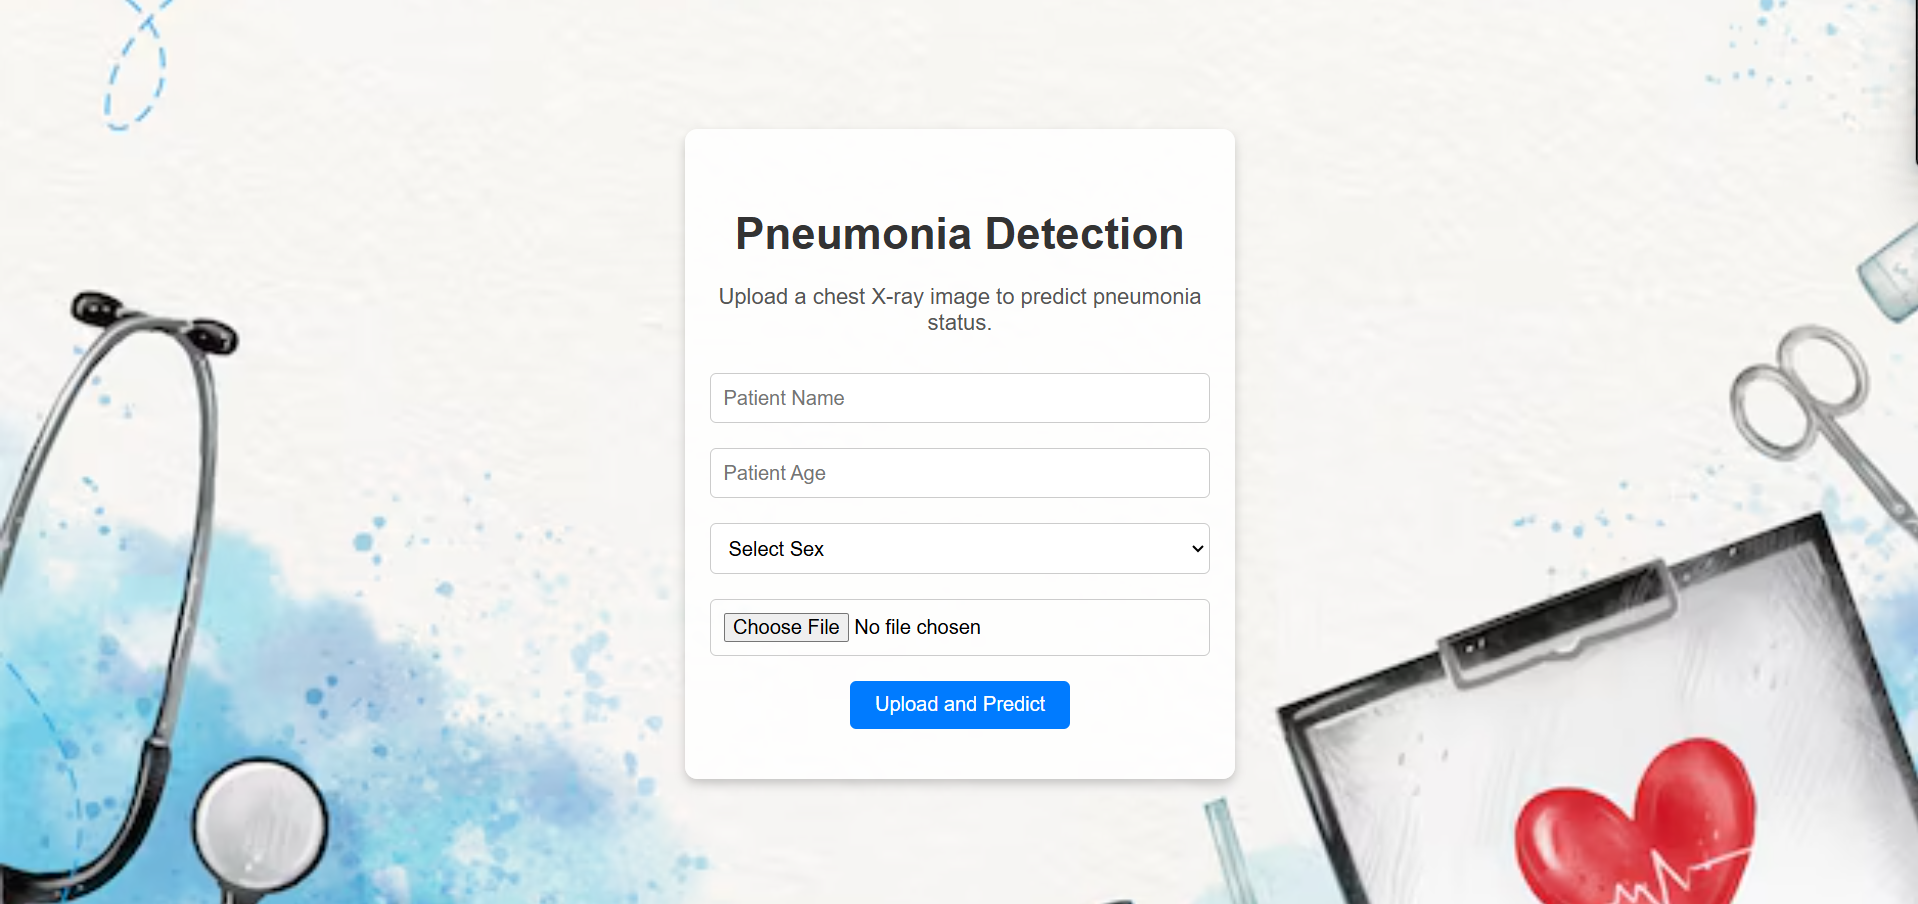 Pneumonia Detection
Upload a chest X-ray image to predict pneumonia
status.
Patient Name
Patient Age
Select Sex
Choose File No file chosen
Upload and Predict